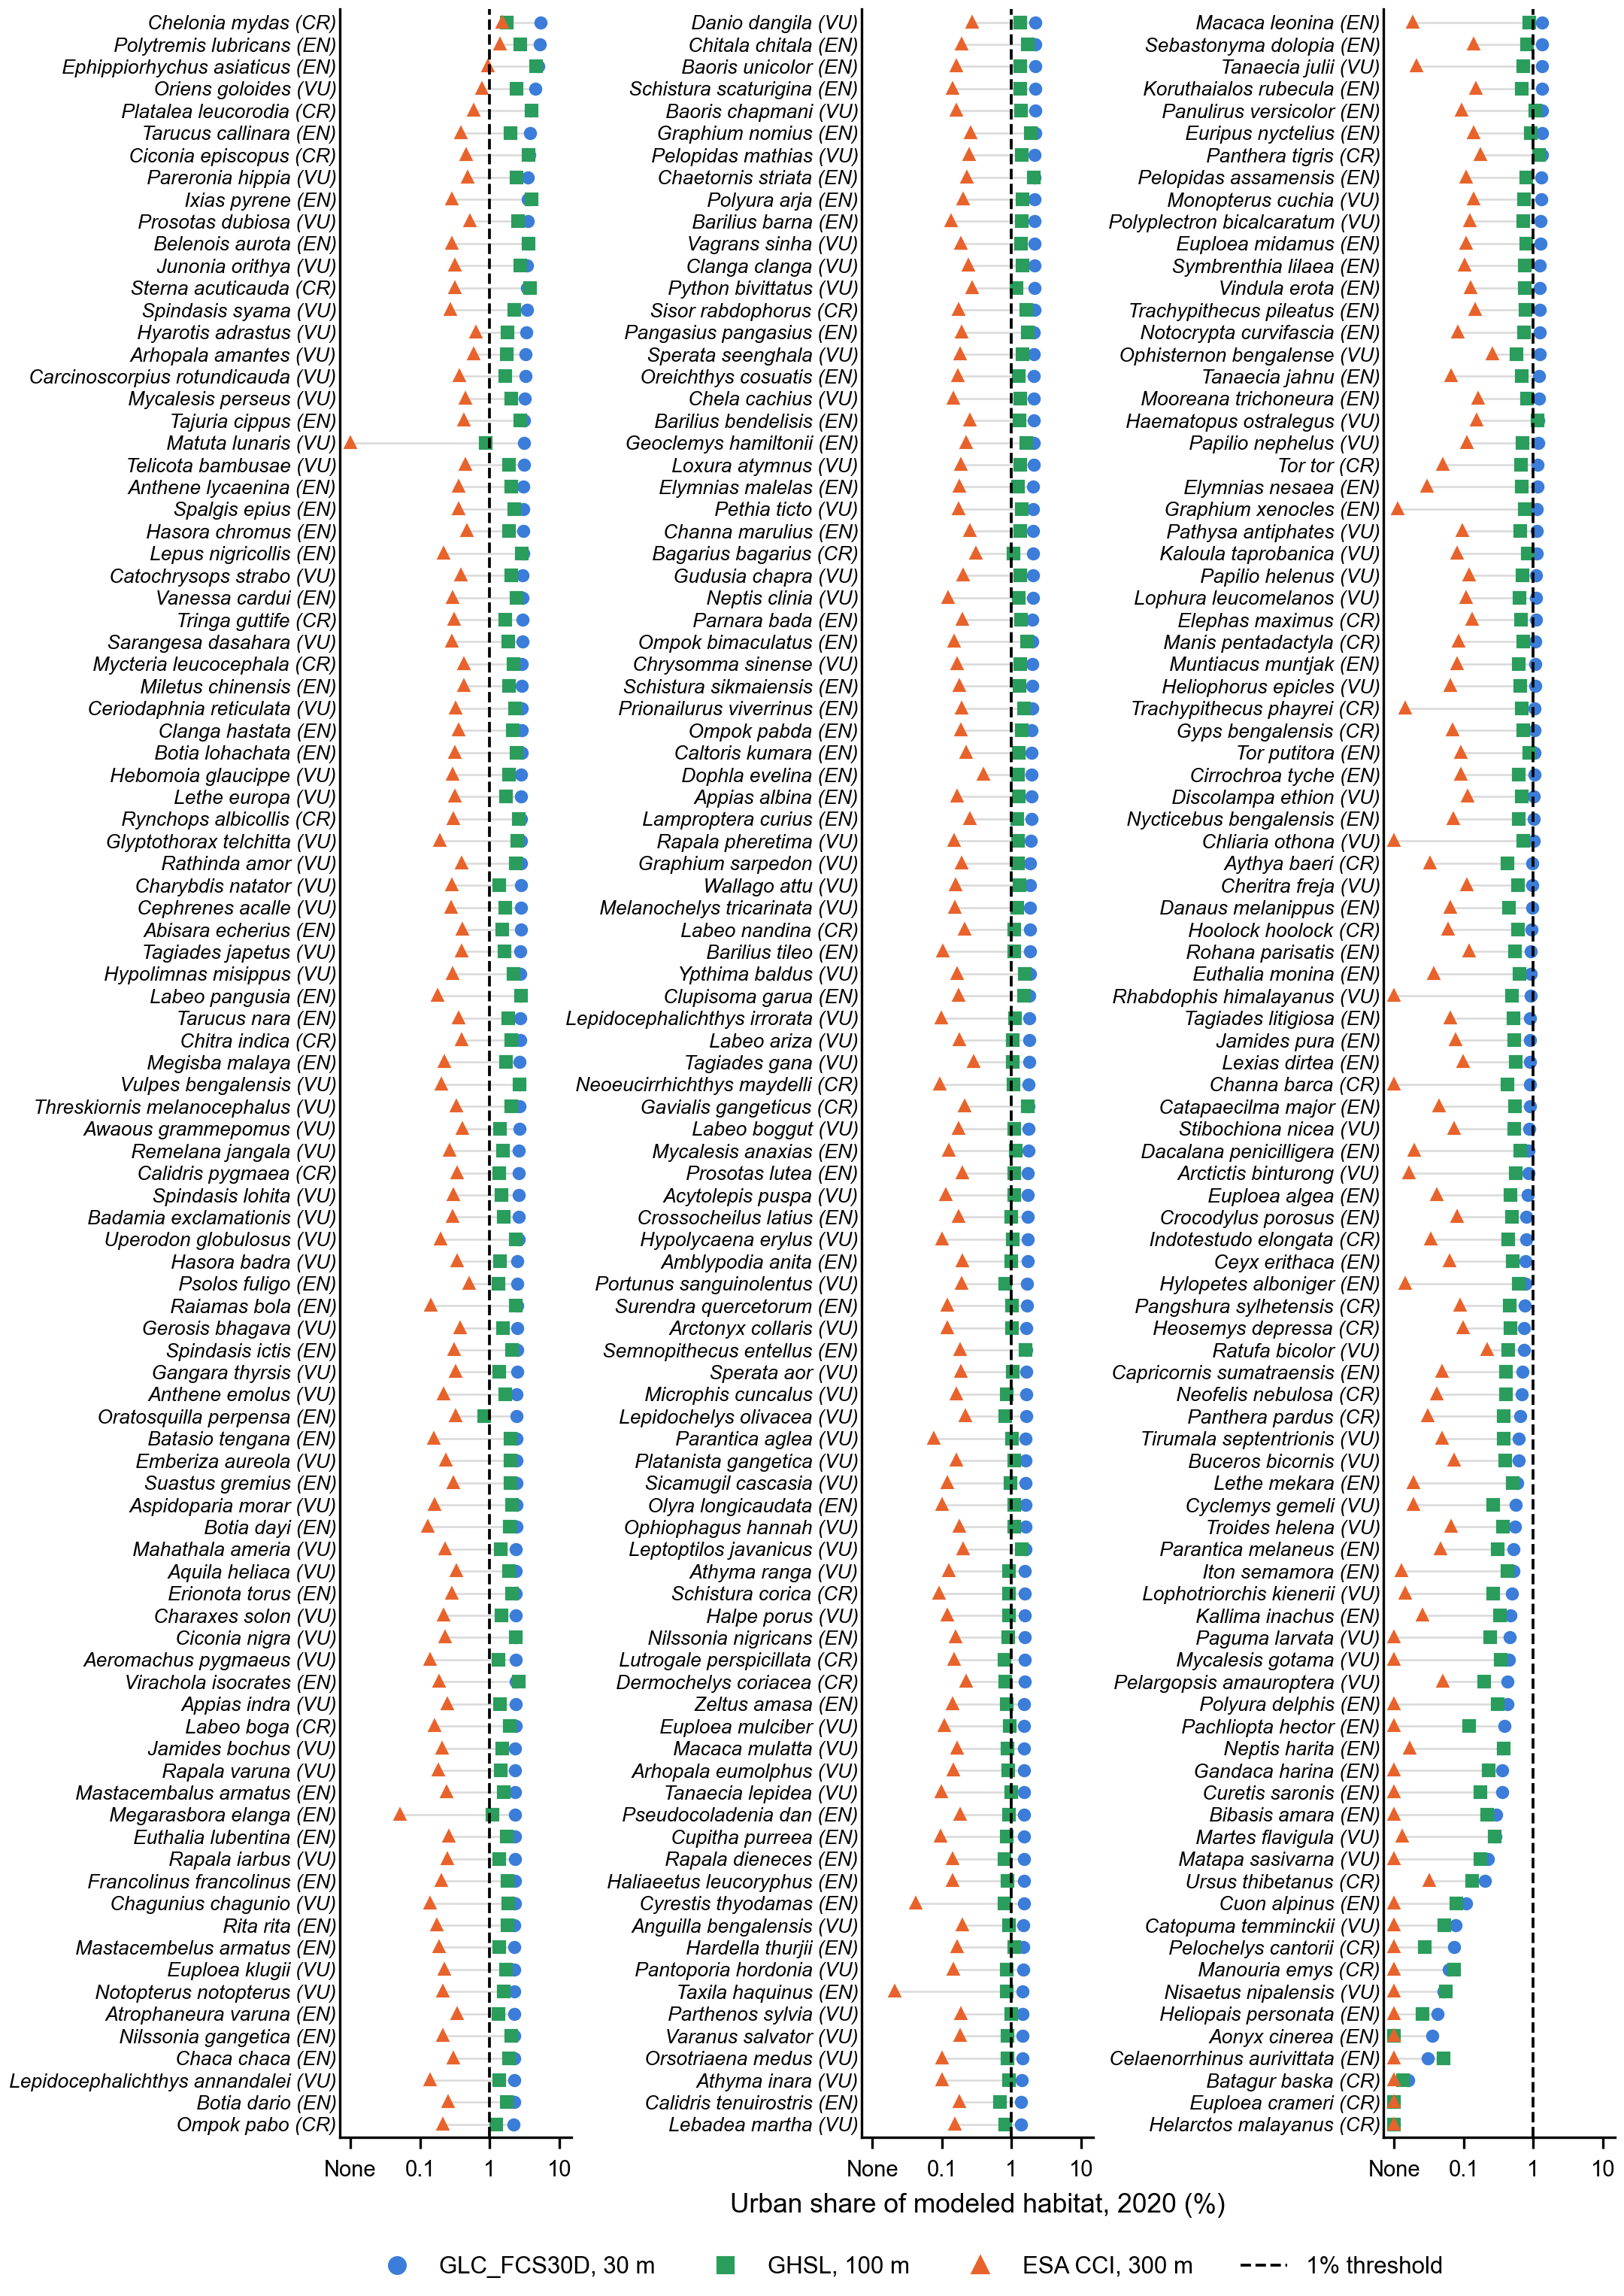 Chelonia mydas (CR)
Polytremis lubricans (EN)
Ephippiorhychus asiaticus (EN)
Oriens goloides (VU)
Platalea leucorodia (CR)
Tarucus callinara (EN)
Ciconia episcopus (CR)
Pareronia hippia (VU)
Ixias pyrene (EN)
Prosotas dubiosa (VU)
Belenois aurota (EN)
Junonia orithya (VU)
Sterna acuticauda (CR)
Spindasis syama (VU)
Hyarotis adrastus (VU)
Arhopala amantes (VU)
Carcinoscorpius rotundicauda (VU)
Mycalesis perseus (VU)
Tajuria cippus (EN)
Matuta lunaris (VU)
Telicota bambusae (VU)
Anthene lycaenina (EN)
Spalgis epius (EN)
Hasora chromus (EN)
Lepus nigricollis (EN)
Catochrysops strabo (VU)
Vanessa cardui (EN)
Tringa guttife (CR)
Sarangesa dasahara (VU)
Mycteria leucocephala (CR)
Miletus chinensis (EN)
Ceriodaphnia reticulata (VU)
Clanga hastata (EN)
Botia lohachata (EN)
Hebomoia glaucippe (VU)
Lethe europa (VU)
Rynchops albicollis (CR)
Glyptothorax telchitta (VU)
Rathinda amor (VU)
Charybdis natator (VU)
Cephrenes acalle (VU)
Abisara echerius (EN)
Tagiades japetus (VU)
Hypolimnas misippus (VU)
Labeo pangusia (EN)
Tarucus nara (EN)
Chitra indica (CR)
Megisba malaya (EN)
Vulpes bengalensis (VU)
Threskiornis melanocephalus (VU)
Awaous grammepomus (VU)
Remelana jangala (VU)
Calidris pygmaea (CR)
Spindasis lohita (VU)
Badamia exclamationis (VU)
Uperodon globulosus (VU)
Hasora badra (VU)
Psolos fuligo (EN)
Raiamas bola (EN)
Gerosis bhagava (VU)
Spindasis ictis (EN)
Gangara thyrsis (VU)
Anthene emolus (VU)
Oratosquilla perpensa (EN)
Batasio tengana (EN)
Emberiza aureola (VU)
Suastus gremius (EN)
Aspidoparia morar (VU)
Botia dayi (EN)
Mahathala ameria (VU)
Aquila heliaca (VU)
Erionota torus (EN)
Charaxes solon (VU)
Ciconia nigra (VU)
Aeromachus pygmaeus (VU)
Virachola isocrates (EN)
Appias indra (VU)
Labeo boga (CR)
Jamides bochus (VU)
Rapala varuna (VU)
Mastacembalus armatus (EN)
Megarasbora elanga (EN)
Euthalia lubentina (EN)
Rapala iarbus (VU)
Francolinus francolinus (EN)
Chagunius chagunio (VU)
Rita rita (EN)
Mastacembelus armatus (EN)
Euploea klugii (VU)
Notopterus notopterus (VU)
Atrophaneura varuna (EN)
Nilssonia gangetica (EN)
Chaca chaca (EN)
Lepidocephalichthys annandalei (VU)
Botia dario (EN)
Ompok pabo (CR)
None 0.1 1 10
Danio dangila (VU)
Chitala chitala (EN)
Baoris unicolor (EN)
Schistura scaturigina (EN)
Baoris chapmani (VU)
Graphium nomius (EN)
Pelopidas mathias (VU)
Chaetornis striata (EN)
Polyura arja (EN)
Barilius barna (EN)
Vagrans sinha (VU)
Clanga clanga (VU)
Python bivittatus (VU)
Sisor rabdophorus (CR)
Pangasius pangasius (EN)
Sperata seenghala (VU)
Oreichthys cosuatis (EN)
Chela cachius (VU)
Barilius bendelisis (EN)
Geoclemys hamiltonii (EN)
Loxura atymnus (VU)
Elymnias malelas (EN)
Pethia ticto (VU)
Channa marulius (EN)
Bagarius bagarius (CR)
Gudusia chapra (VU)
Neptis clinia (VU)
Parnara bada (EN)
Ompok bimaculatus (EN)
Chrysomma sinense (VU)
Schistura sikmaiensis (EN)
Prionailurus viverrinus (EN)
Ompok pabda (EN)
Caltoris kumara (EN)
Dophla evelina (EN)
Appias albina (EN)
Lamproptera curius (EN)
Rapala pheretima (VU)
Graphium sarpedon (VU)
Wallago attu (VU)
Melanochelys tricarinata (VU)
Labeo nandina (CR)
Barilius tileo (EN)
Ypthima baldus (VU)
Clupisoma garua (EN)
Lepidocephalichthys irrorata (VU)
Labeo ariza (VU)
Tagiades gana (VU)
Neoeucirrhichthys maydelli (CR)
Gavialis gangeticus (CR)
Labeo boggut (VU)
Mycalesis anaxias (EN)
Prosotas lutea (EN)
Acytolepis puspa (VU)
Crossocheilus latius (EN)
Hypolycaena erylus (VU)
Amblypodia anita (EN)
Portunus sanguinolentus (VU)
Surendra quercetorum (EN)
Arctonyx collaris (VU)
Semnopithecus entellus (EN)
Sperata aor (VU)
Microphis cuncalus (VU)
Lepidochelys olivacea (VU)
Parantica aglea (VU)
Platanista gangetica (VU)
Sicamugil cascasia (VU)
Olyra longicaudata (EN)
Ophiophagus hannah (VU)
Leptoptilos javanicus (VU)
Athyma ranga (VU)
Schistura corica (CR)
Halpe porus (VU)
Nilssonia nigricans (EN)
Lutrogale perspicillata (CR)
Dermochelys coriacea (CR)
Zeltus amasa (EN)
Euploea mulciber (VU)
Macaca mulatta (VU)
Arhopala eumolphus (VU)
Tanaecia lepidea (VU)
Pseudocoladenia dan (EN)
Cupitha purreea (EN)
Rapala dieneces (EN)
Haliaeetus leucoryphus (EN)
Cyrestis thyodamas (EN)
Anguilla bengalensis (VU)
Hardella thurjii (EN)
Pantoporia hordonia (VU)
Taxila haquinus (EN)
Parthenos sylvia (VU)
Varanus salvator (VU)
Orsotriaena medus (VU)
Athyma inara (VU)
Calidris tenuirostris (EN)
Lebadea martha (VU)
None 0.1 1 10
Macaca leonina (EN)
Sebastonyma dolopia (EN)
Tanaecia julii (VU)
Koruthaialos rubecula (EN)
Panulirus versicolor (EN)
Euripus nyctelius (EN)
Panthera tigris (CR)
Pelopidas assamensis (EN)
Monopterus cuchia (VU)
Polyplectron bicalcaratum (VU)
Euploea midamus (EN)
Symbrenthia lilaea (EN)
Vindula erota (EN)
Trachypithecus pileatus (EN)
Notocrypta curvifascia (EN)
Ophisternon bengalense (VU)
Tanaecia jahnu (EN)
Mooreana trichoneura (EN)
Haematopus ostralegus (VU)
Papilio nephelus (VU)
Tor tor (CR)
Elymnias nesaea (EN)
Graphium xenocles (EN)
Pathysa antiphates (VU)
Kaloula taprobanica (VU)
Papilio helenus (VU)
Lophura leucomelanos (VU)
Elephas maximus (CR)
Manis pentadactyla (CR)
Muntiacus muntjak (EN)
Heliophorus epicles (VU)
Trachypithecus phayrei (CR)
Gyps bengalensis (CR)
Tor putitora (EN)
Cirrochroa tyche (EN)
Discolampa ethion (VU)
Nycticebus bengalensis (EN)
Chliaria othona (VU)
Aythya baeri (CR)
Cheritra freja (VU)
Danaus melanippus (EN)
Hoolock hoolock (CR)
Rohana parisatis (EN)
Euthalia monina (EN)
Rhabdophis himalayanus (VU)
Tagiades litigiosa (EN)
Jamides pura (EN)
Lexias dirtea (EN)
Channa barca (CR)
Catapaecilma major (EN)
Stibochiona nicea (VU)
Dacalana penicilligera (EN)
Arctictis binturong (VU)
Euploea algea (EN)
Crocodylus porosus (EN)
Indotestudo elongata (CR)
Ceyx erithaca (EN)
Hylopetes alboniger (EN)
Pangshura sylhetensis (CR)
Heosemys depressa (CR)
Ratufa bicolor (VU)
Capricornis sumatraensis (EN)
Neofelis nebulosa (CR)
Panthera pardus (CR)
Tirumala septentrionis (VU)
Buceros bicornis (VU)
Lethe mekara (EN)
Cyclemys gemeli (VU)
Troides helena (VU)
Parantica melaneus (EN)
Iton semamora (EN)
Lophotriorchis kienerii (VU)
Kallima inachus (EN)
Paguma larvata (VU)
Mycalesis gotama (VU)
Pelargopsis amauroptera (VU)
Polyura delphis (EN)
Pachliopta hector (EN)
Neptis harita (EN)
Gandaca harina (EN)
Curetis saronis (EN)
Bibasis amara (EN)
Martes flavigula (VU)
Matapa sasivarna (VU)
Ursus thibetanus (CR)
Cuon alpinus (EN)
Catopuma temminckii (VU)
Pelochelys cantorii (CR)
Manouria emys (CR)
Nisaetus nipalensis (VU)
Heliopais personata (EN)
Aonyx cinerea (EN)
Celaenorrhinus aurivittata (EN)
Batagur baska (CR)
Euploea crameri (CR)
Helarctos malayanus (CR)
None 0.1 1 10
Urban share of modeled habitat, 2020 (%)
GLC_FCS30D, 30 m GHSL, 100 m ESA CCI, 300 m 1% threshold